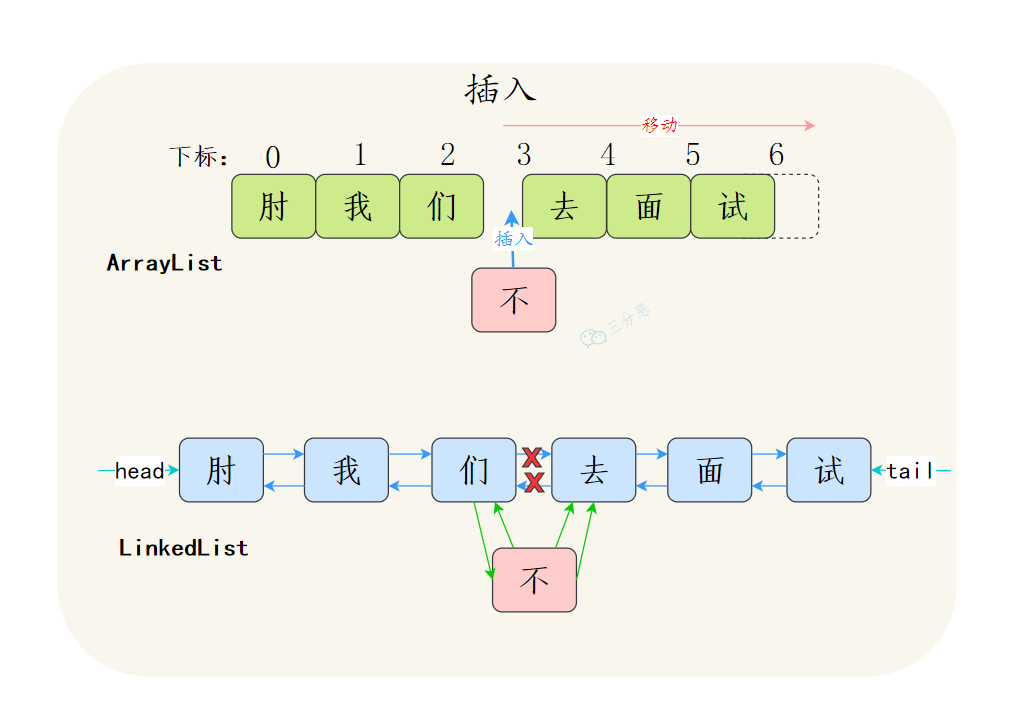 插入
移动
下标: 0 1 2 3 4 5 6
肘 我 们 去 面 试
插入
ArrayList
不
三分恶
head 肘 我 们 X 去 面 试 tail
X
LinkedList
不